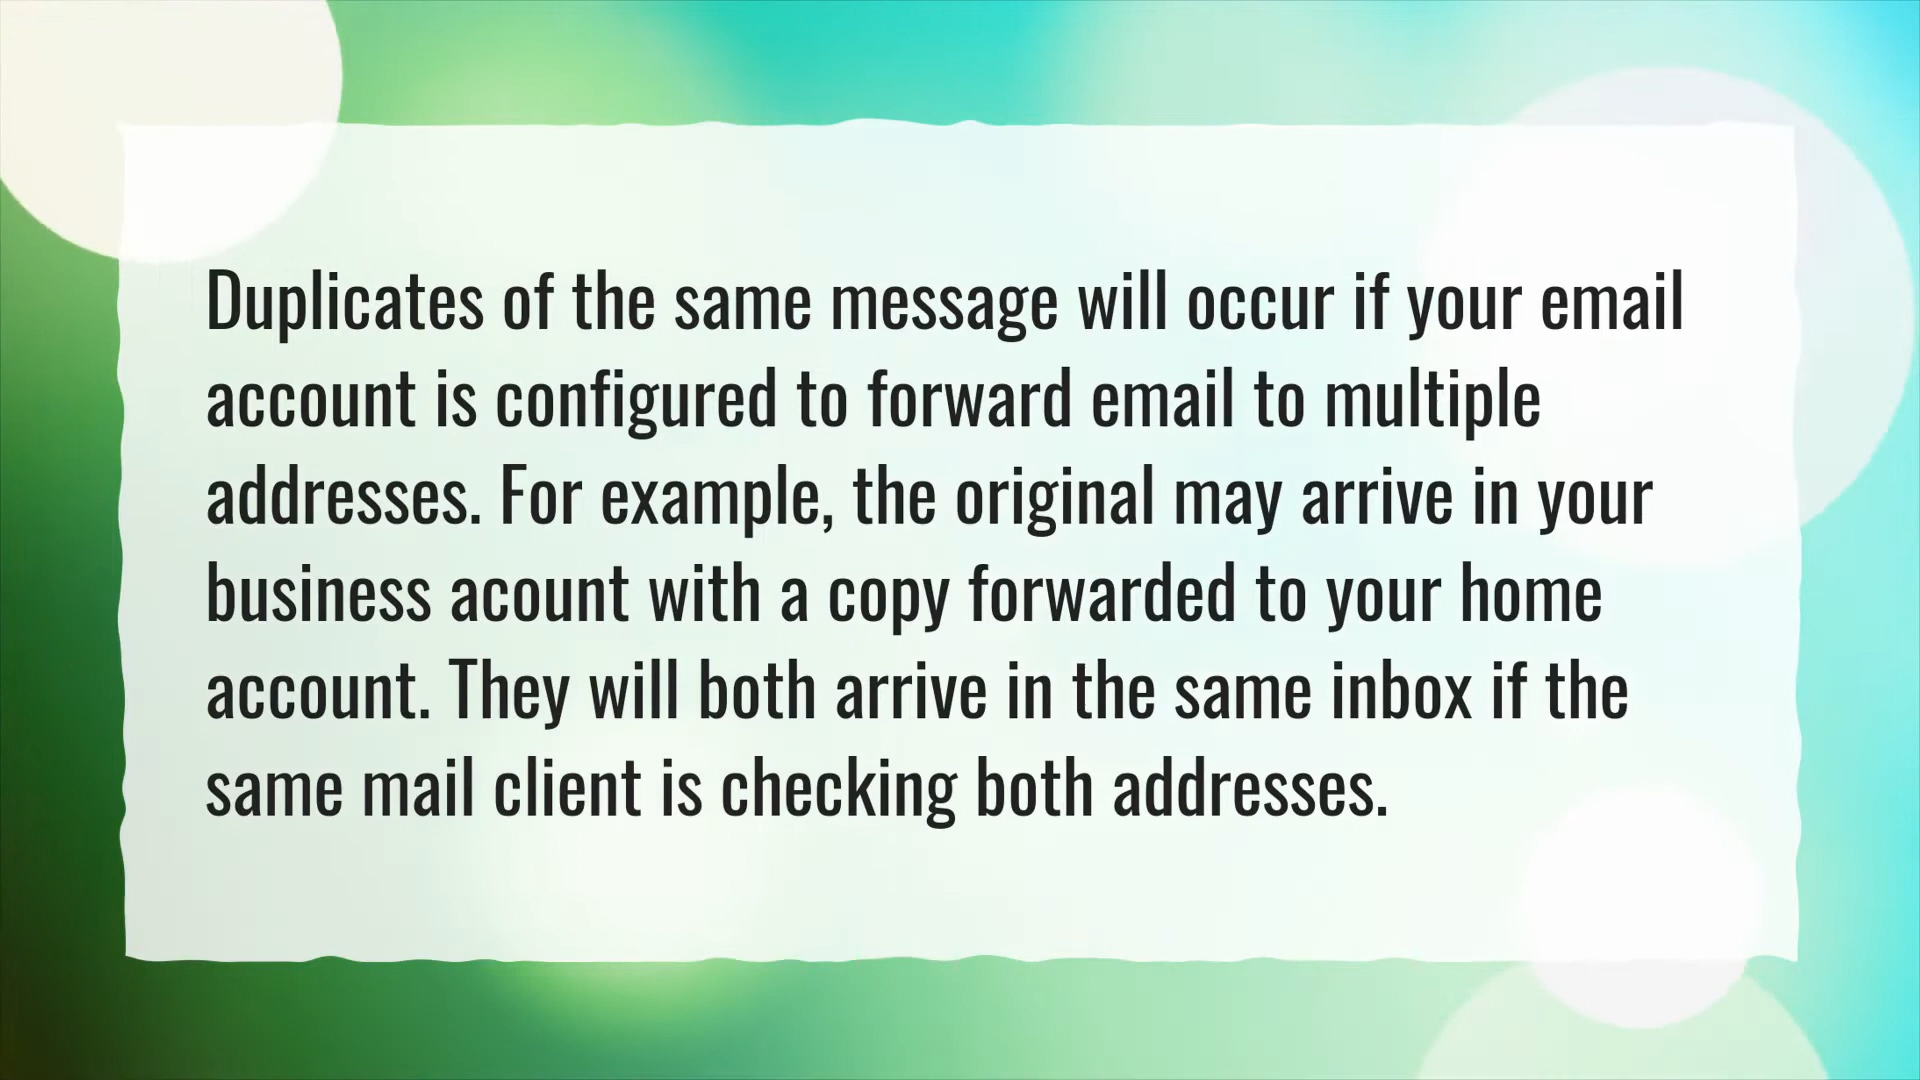 Duplicates of the same message will occur if your email
account is configured to forward email to multiple
addresses. For example, the original may arrive in your
business acount with a copy forwarded to your home
account. They will both arrive in the same inbox if the
same mail client is checking both addresses.